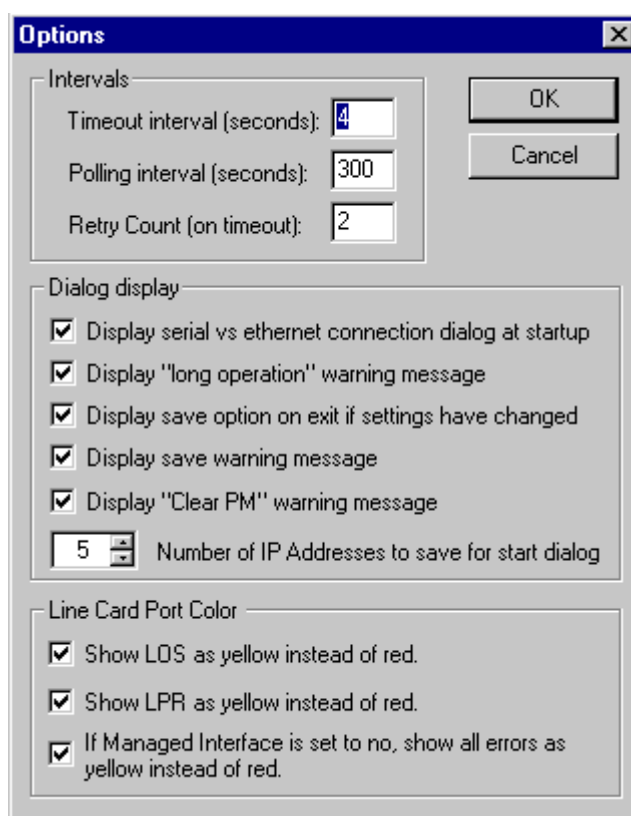 Options
Intervals
Timeout interval (seconds): 4
Polling interval (seconds): 300
Retry Count (on timeout): 2
OK
Cancel
Dialog display
Display serial vs ethernet connection dialog at startup
Display "long operation" warning message
Display save option on exit if settings have changed
Display save warning message
Display "Clear PM" warning message
5 Number of IP Addresses to save for start dialog
Line Card Port Color
Show LOS as yellow instead of red.
Show LPR as yellow instead of red.
If Managed Interface is set to no, show all errors as
yellow instead of red.